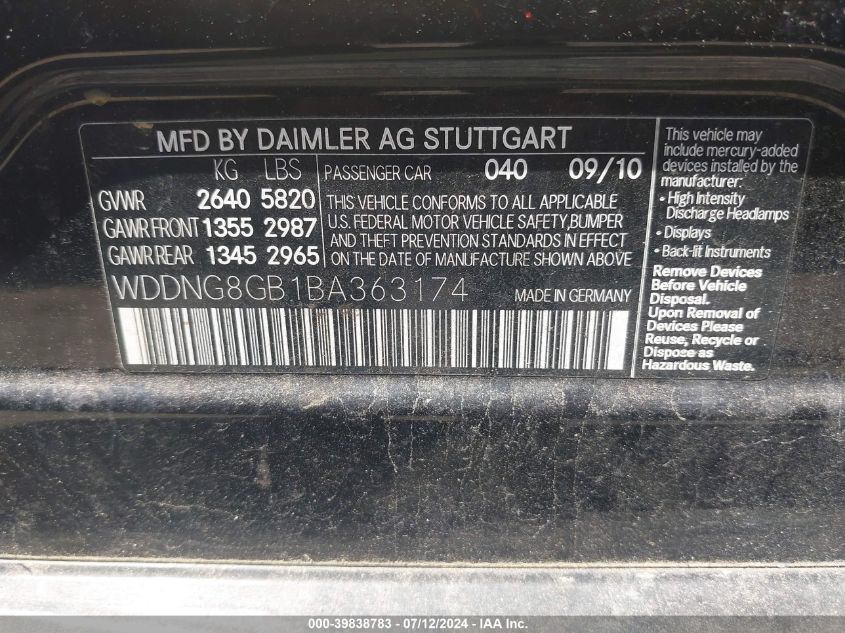 MFD BY DAIMLER AG STUTTGART
KG LBS
GVWR 2640 5820
GAWR FRONT 1355 2987
GAWR REAR 1345 2965
PASSENGER CAR 040 09/10
THIS VEHICLE CONFORMS TO ALL APPLICABLE
U.S. FEDERAL MOTOR VEHICLE SAFETY,BUMPER
AND THEFT PREVENTION STANDARDS IN EFFECT
ON THE DATE OF MANUFACTURE SHOWN ABOVE
WDDNG8GB1BA363174 MADE IN GERMANY
This vehicle may
include mercury-added
devices installed by the
manufacturer:
• High Intensity
Discharge Headlamps
• Displays
• Back-lit Instruments
Remove Devices
Before Vehicle
Disposal.
Upon Removal of
Devices Please
Reuse, Recycle or
Dispose as
Hazardous Waste.
000-39838783 - 07/12/2024 - IAA Inc.